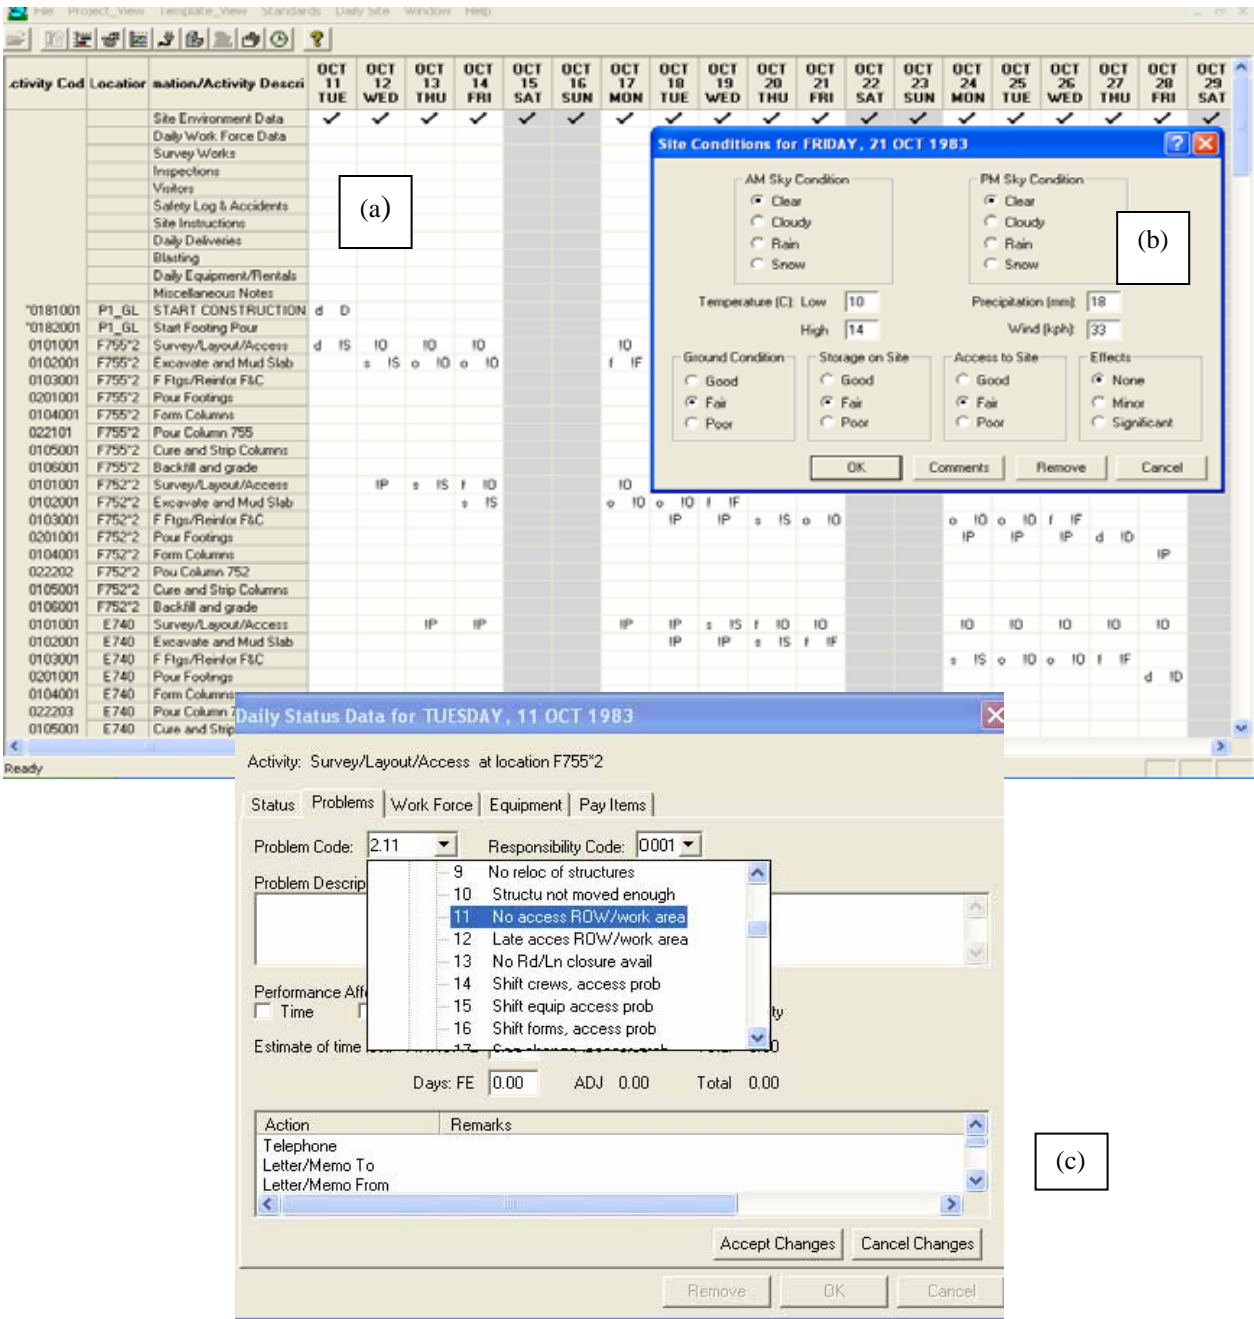 File Project_View Template_View Standards Daily Site Window Help
.ctivity Cod Location mation/Activity Descri OCT 11 TUE OCT 12 WED OCT 13 THU OCT 14 FRI OCT 15 SAT OCT 16 SUN OCT 17 MON OCT 18 TUE OCT 19 WED OCT 20 THU OCT 21 FRI OCT 22 SAT OCT 23 SUN OCT 24 MON OCT 25 TUE OCT 26 WED OCT 27 THU OCT 28 FRI OCT 29 SAT
Site Environment Data
Daily Work Force Data
Survey Works
Inspections
Visitors
Safety Log & Accidents
Site Instructions
Daily Deliveries
Blasting
Daily Equipment/Rentals
Miscellaneous Notes
"0181001 P1_GL START CONSTRUCTION d D
"0182001 P1_GL Start Footing Pour
0101001 F755"2 Survey/Layout/Access d !S !O !O !O !O
0102001 F755"2 Excavate and Mud Slab s !S o !O o !O f !F
0103001 F755"2 F Ftgs/Reinfor F&C
0201001 F755"2 Pour Footings
0104001 F755"2 Form Columns
022101 F755"2 Pour Column 755
0105001 F755"2 Cure and Strip Columns
0106001 F755"2 Backfill and grade
0101001 F752"2 Survey/Layout/Access !P s !S f !O !O
0102001 F752"2 Excavate and Mud Slab s !S o !O o !O f !F
0103001 F752"2 F Ftgs/Reinfor F&C !P !P s !S o !O o !O o !O f !F
0201001 F752"2 Pour Footings !P !P !P d !D
0104001 F752"2 Form Columns !P
022202 F752"2 Pou Column 752
0105001 F752"2 Cure and Strip Columns
0106001 F752"2 Backfill and grade
0101001 E740 Survey/Layout/Access !P !P !P !P s !S f !O !O !O !O !O !O
0102001 E740 Excavate and Mud Slab !P !P s !S f !F
0103001 E740 F Ftgs/Reinfor F&C s !S o !O o !O f !F
0201001 E740 Pour Footings d !D
0104001 E740 Form Columns
022203 E740 Pour Column 7
0105001 E740 Cure and Strip
Ready
(a)
Site Conditions for FRIDAY, 21 OCT 1983
AM Sky Condition PM Sky Condition
Clear Clear
Cloudy Cloudy
Rain Rain
Snow Snow
(b)
Temperature (C): Low 10 Precipitation (mm): 18
High 14 Wind (kph): 33
Ground Condition Storage on Site Access to Site Effects
Good Good Good None
Fair Fair Fair Minor
Poor Poor Poor Significant
OK Comments Remove Cancel
Daily Status Data for TUESDAY, 11 OCT 1983
Activity: Survey/Layout/Access at location F755*2
Status Problems Work Force Equipment Pay Items
Problem Code: 2.11 Responsibility Code: 0001
Problem Descrip
9 No reloc of structures
10 Structu not moved enough
11 No access ROW/work area
12 Late acces ROW/work area
13 No Rd/Ln closure avail
14 Shift crews, access prob
15 Shift equip access prob
16 Shift forms, access prob
Performance Aff
Time ty
Estimate of time
Days: FE 0.00 ADJ 0.00 Total 0.00
Action Remarks
Telephone
Letter/Memo To
Letter/Memo From
(c)
Accept Changes Cancel Changes
Remove OK Cancel